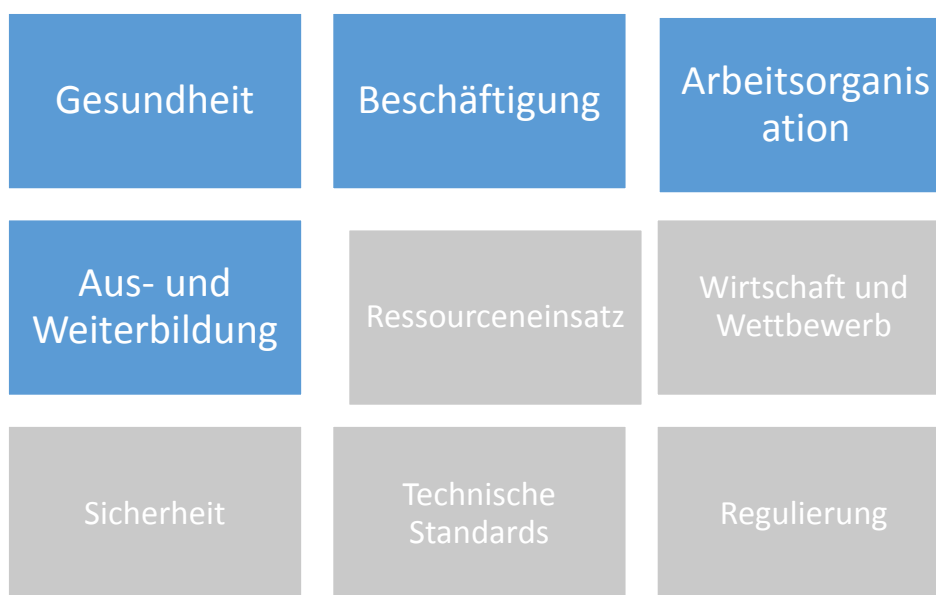 Gesundheit
Beschäftigung
Arbeitsorganis
ation
Aus- und
Weiterbildung
Ressourceneinsatz
Wirtschaft und
Wettbewerb
Sicherheit
Technische
Standards
Regulierung